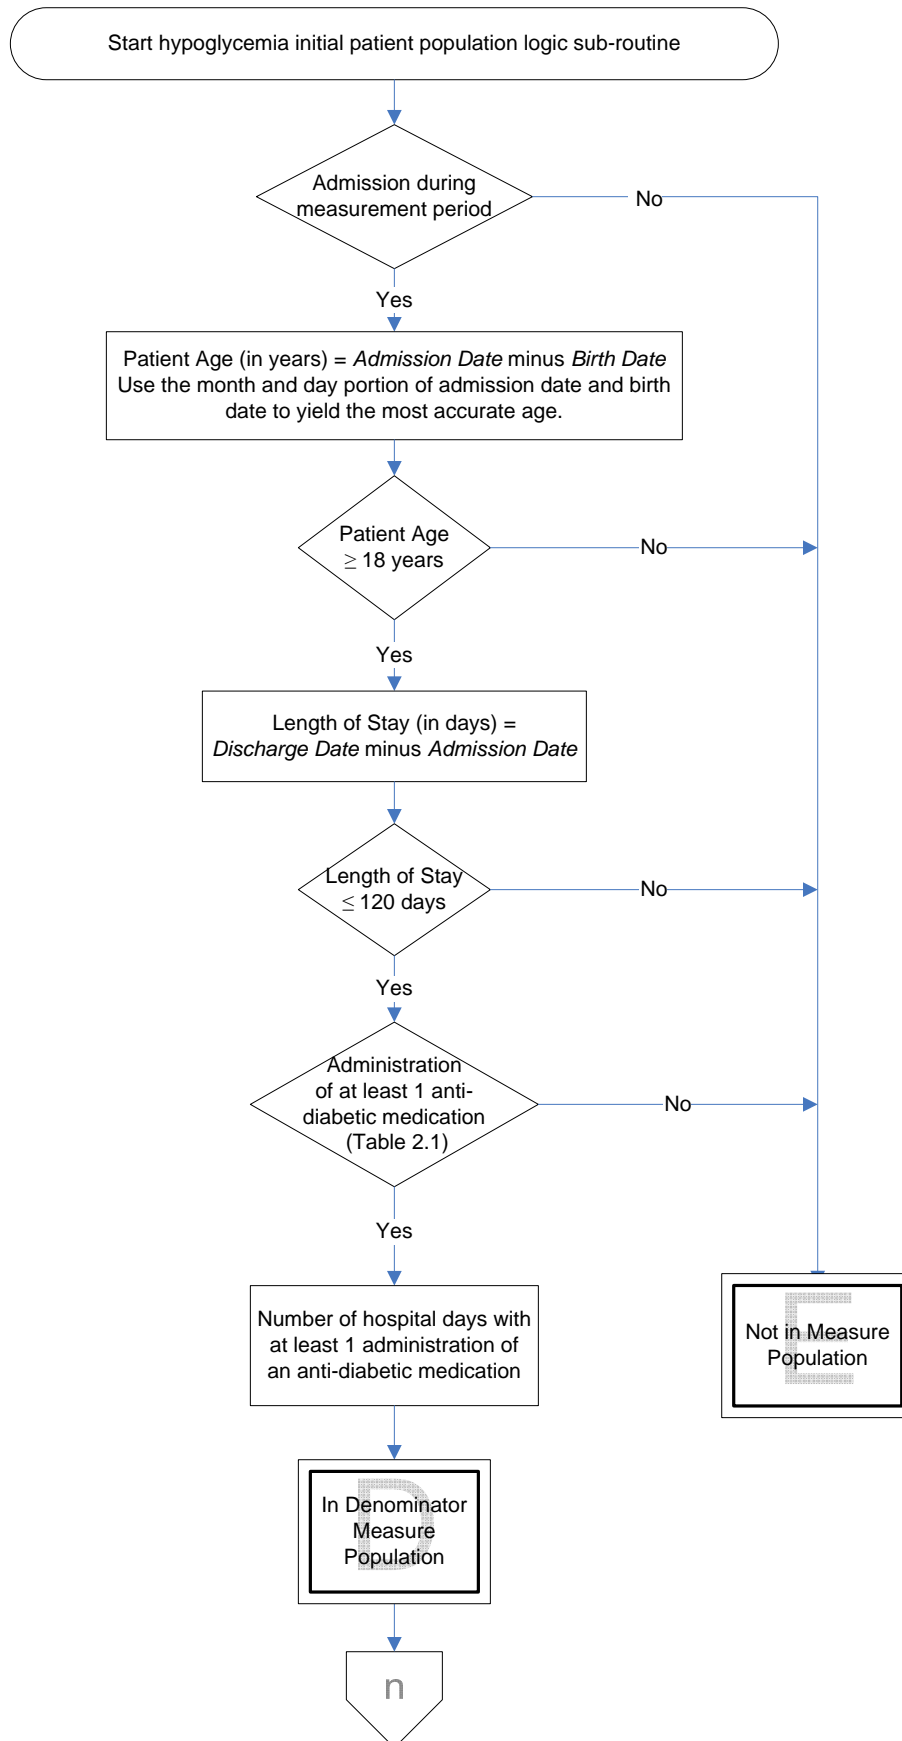 Start hypoglycemia initial patient population logic sub-routine
Admission during
measurement period
No
Yes
Patient Age (in years) = Admission Date minus Birth Date
Use the month and day portion of admission date and birth
date to yield the most accurate age.
Patient Age
≥ 18 years
No
Yes
Length of Stay (in days) =
Discharge Date minus Admission Date
Length of Stay
≤ 120 days
No
Yes
Administration
of at least 1 anti-
diabetic medication
(Table 2.1)
No
Yes
Number of hospital days with
at least 1 administration of
an anti-diabetic medication
E
Not in Measure
Population
D
In Denominator
Measure
Population
n